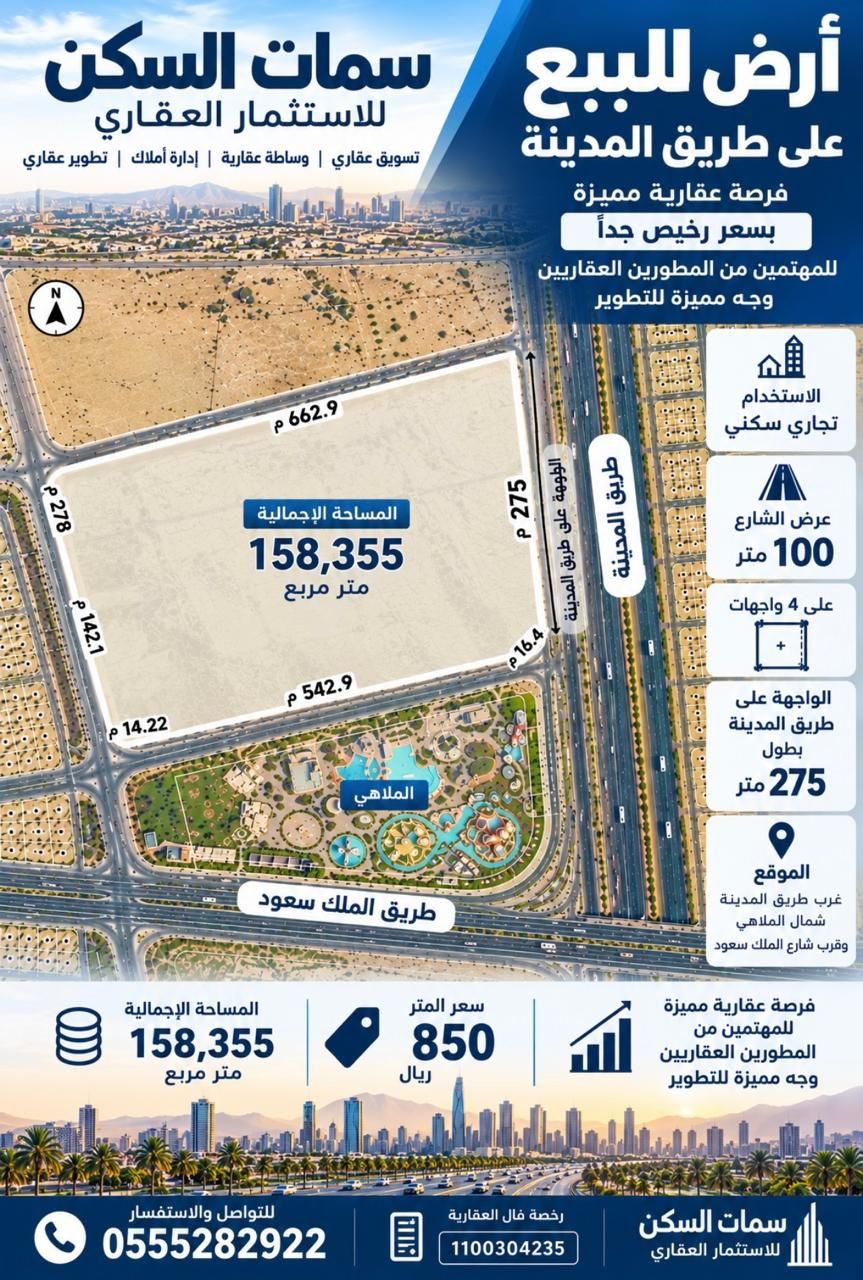 سمات السكن
للاستثمار العقاري
تسويق عقاري | وساطة عقارية | إدارة أملاك | تطوير عقاري
أرض للبيع
على طريق المدينة
فرصة عقارية مميزة
بسعر رخيص جداً
للمهتمين من المطورين العقاريين
وجه مميزة للتطوير
N
662.9 م
278 م
142.1 م
14.22 م
542.9 م
16.4 م
275 م
المساحة الإجمالية
158,355
متر مربع
على طريق المدينة
طريق المدينة
الملاهي
طريق الملك سعود
الاستخدام
تجاري سكني
عرض الشارع
100 متر
على 4 واجهات
الواجهة على
طريق المدينة
بطول
275 متر
الموقع
غرب طريق المدينة
شمال الملاهي
وقرب شارع الملك سعود
فرصة عقارية مميزة
للمهتمين من
المطورين العقاريين
وجه مميزة للتطوير
سعر المتر
850
ريال
المساحة الإجمالية
158,355
متر مربع
سمات السكن
للاستثمار العقاري
رخصة فال العقارية
1100304235
للتواصل والاستفسار
0555282922